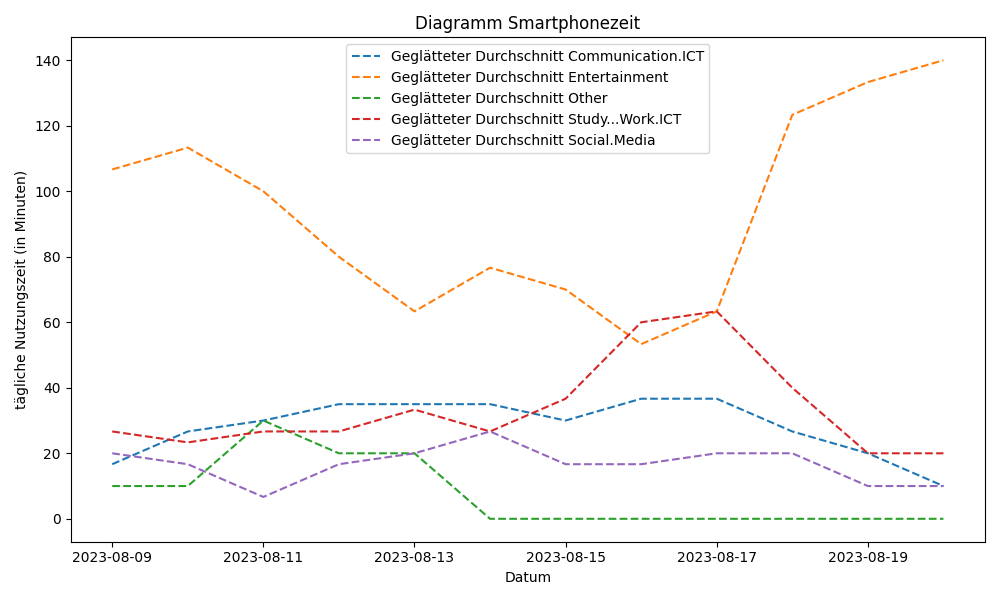 Diagramm Smartphonezeit
Geglätteter Durchschnitt Communication.ICT
Geglätteter Durchschnitt Entertainment
Geglätteter Durchschnitt Other
Geglätteter Durchschnitt Study...Work.ICT
Geglätteter Durchschnitt Social.Media
tägliche Nutzungszeit (in Minuten)
140
120
100
80
60
40
20
0
2023-08-09
2023-08-11
2023-08-13
2023-08-15
2023-08-17
2023-08-19
Datum